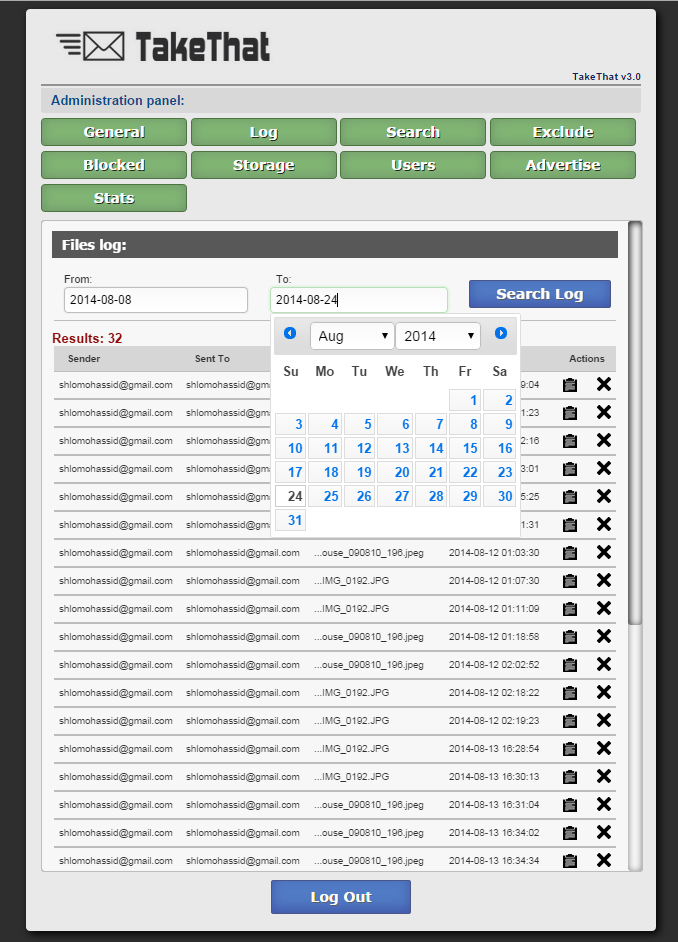 TakeThat
TakeThat v3.0
Administration panel:
General Log Search Exclude
Blocked Storage Users Advertise
Stats
Files log:
From: To:
2014-08-08 2014-08-24 Search Log
Results: 32
Aug 2014
Su Mo Tu We Th Fr Sa
1 2
3 4 5 6 7 8 9
10 11 12 13 14 15 16
17 18 19 20 21 22 23
24 25 26 27 28 29 30
31
Sender Sent To Actions
shlomohassid@gmail.com shlomohassid@gma 9:04
shlomohassid@gmail.com shlomohassid@gma 1:23
shlomohassid@gmail.com shlomohassid@gma 2:16
shlomohassid@gmail.com shlomohassid@gma 3:01
shlomohassid@gmail.com shlomohassid@gma 5:25
shlomohassid@gmail.com shlomohassid@gma 1:31
shlomohassid@gmail.com shlomohassid@gmail.com ...ouse_090810_196.jpeg 2014-08-12 01:03:30
shlomohassid@gmail.com shlomohassid@gmail.com ...IMG_0192.JPG 2014-08-12 01:07:30
shlomohassid@gmail.com shlomohassid@gmail.com ...IMG_0192.JPG 2014-08-12 01:11:09
shlomohassid@gmail.com shlomohassid@gmail.com ...ouse_090810_196.jpeg 2014-08-12 01:18:58
shlomohassid@gmail.com shlomohassid@gmail.com ...ouse_090810_196.jpeg 2014-08-12 02:02:52
shlomohassid@gmail.com shlomohassid@gmail.com ...IMG_0192.JPG 2014-08-12 02:18:22
shlomohassid@gmail.com shlomohassid@gmail.com ...IMG_0192.JPG 2014-08-12 02:19:23
shlomohassid@gmail.com shlomohassid@gmail.com ...IMG_0192.JPG 2014-08-13 16:28:54
shlomohassid@gmail.com shlomohassid@gmail.com ...IMG_0192.JPG 2014-08-13 16:30:13
shlomohassid@gmail.com shlomohassid@gmail.com ...ouse_090810_196.jpeg 2014-08-13 16:31:04
shlomohassid@gmail.com shlomohassid@gmail.com ...ouse_090810_196.jpeg 2014-08-13 16:34:02
shlomohassid@gmail.com shlomohassid@gmail.com ...ouse_090810_196.jpeg 2014-08-13 16:34:34
Log Out